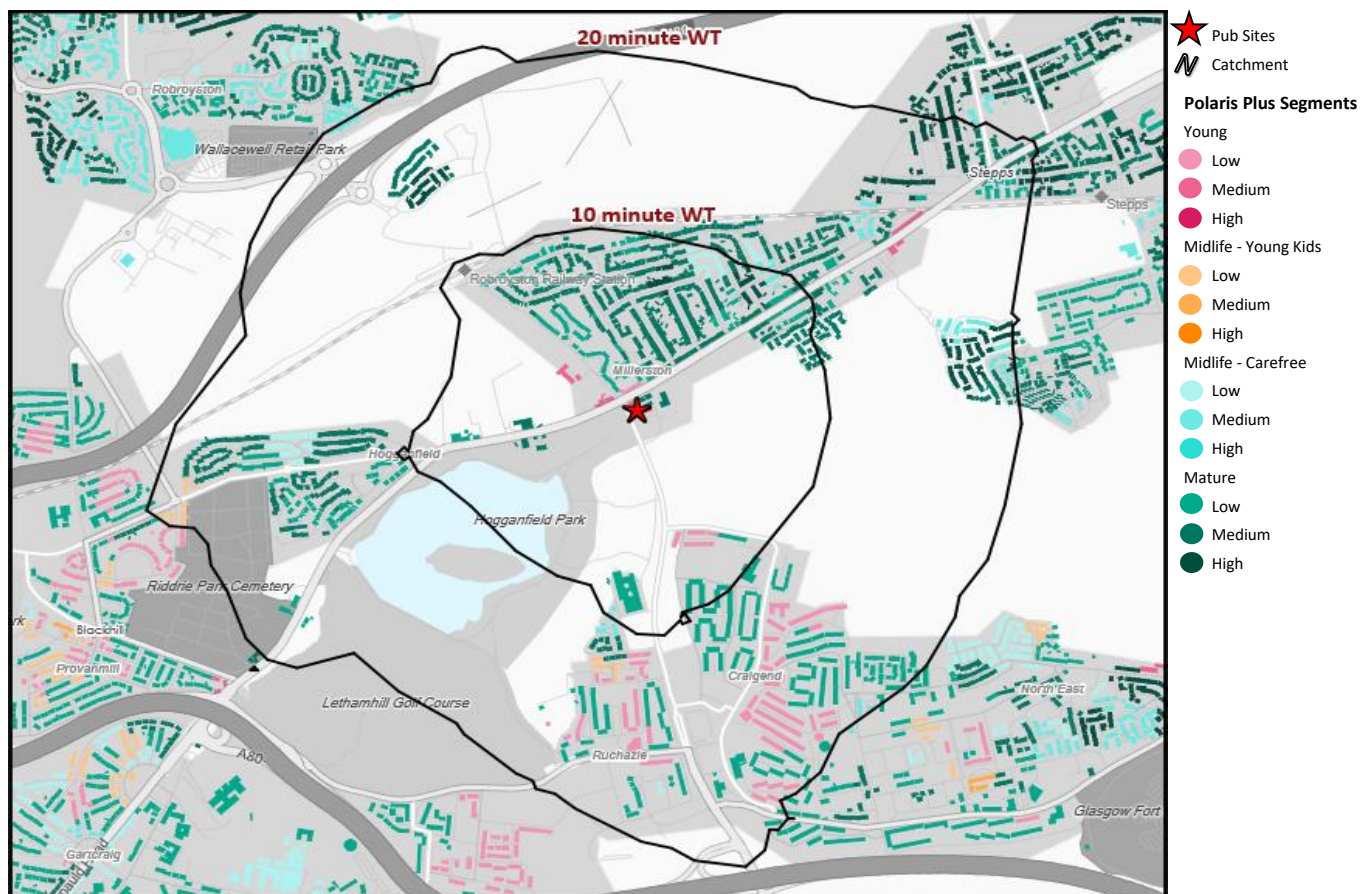 20 minute WT
Robroyston
Wallacewell Retail Park
Stepps
Stepps
10 minute WT
Robroyston Railway Station
Millerston
Hogganfield
Hogganfield Park
Riddrie Park Cemetery
Blackhill
Provanmill
Craigend
North East
Lethamhill Golf Course
Ruchazie
A80
Glasgow Fort
Gartcraig
Pub Sites
Catchment
Polaris Plus Segments
Young
Low
Medium
High
Midlife - Young Kids
Low
Medium
High
Midlife - Carefree
Low
Medium
High
Mature
Low
Medium
High